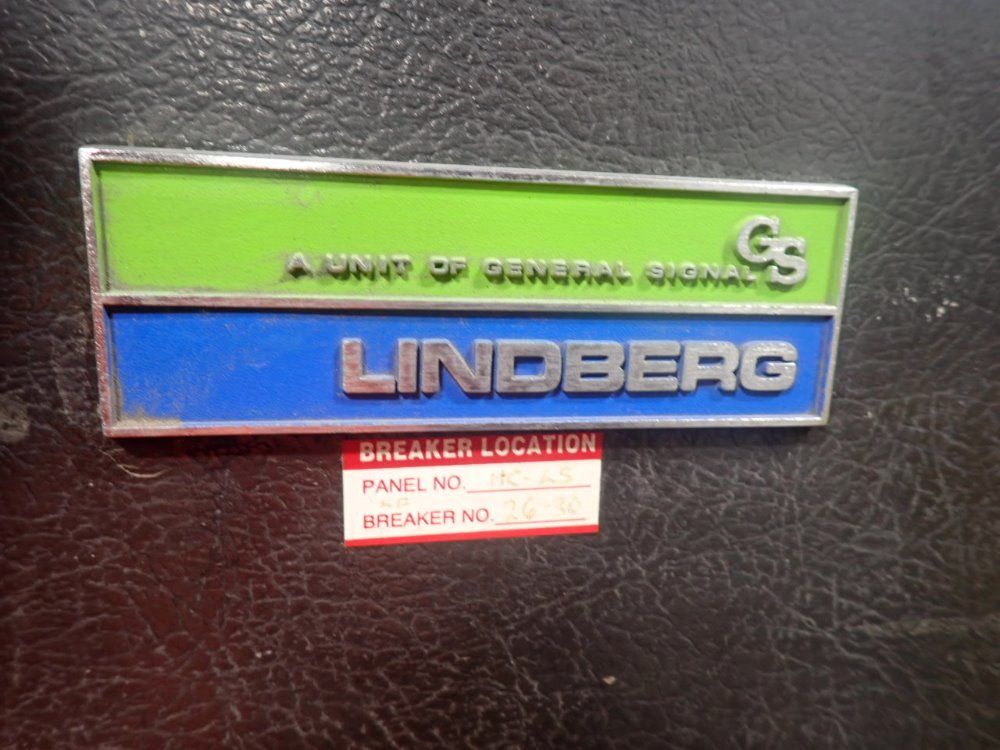 GS
A UNIT OF GENERAL SIGNAL
LINDBERG
BREAKER LOCATION
PANEL NO.
BREAKER NO. 26-30